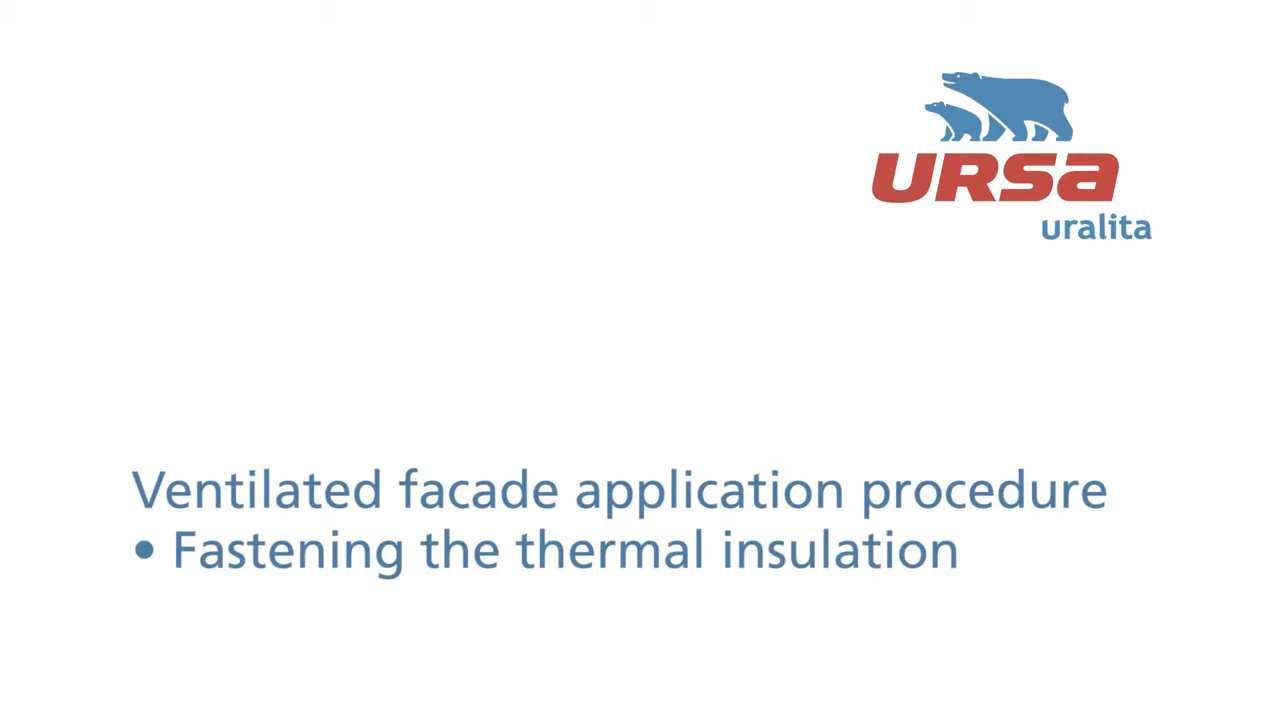 URSA
uralita
Ventilated facade application procedure
• Fastening the thermal insulation